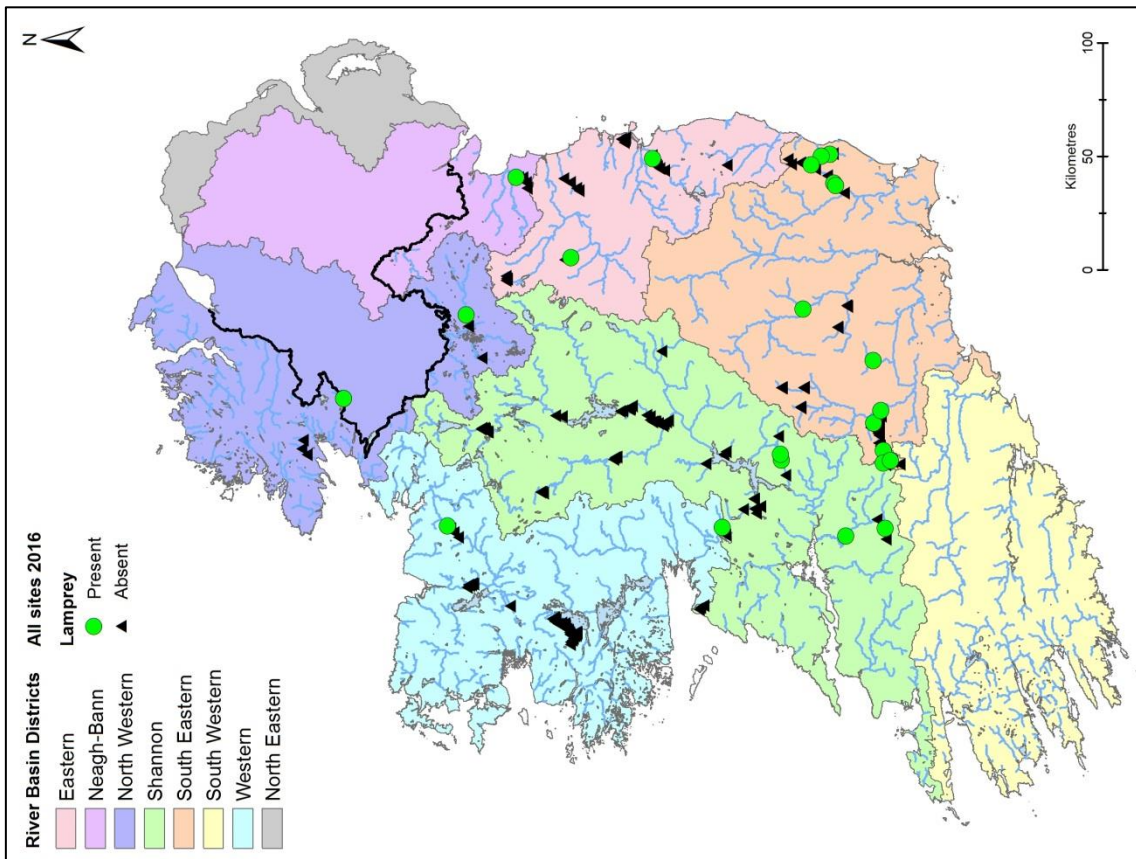 River Basin Districts
Eastern
Neagh-Bann
North Western
Shannon
South Eastern
South Western
Western
North Eastern
All sites 2016
Lamprey
Present
Absent
N
0
50
100
Kilometres